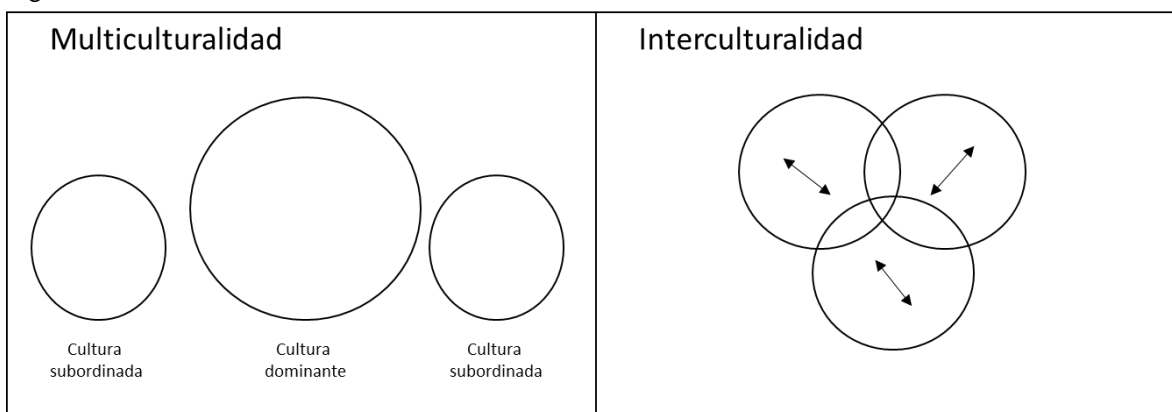 Multiculturalidad
Interculturalidad
Cultura
subordinada
Cultura
dominante
Cultura
subordinada